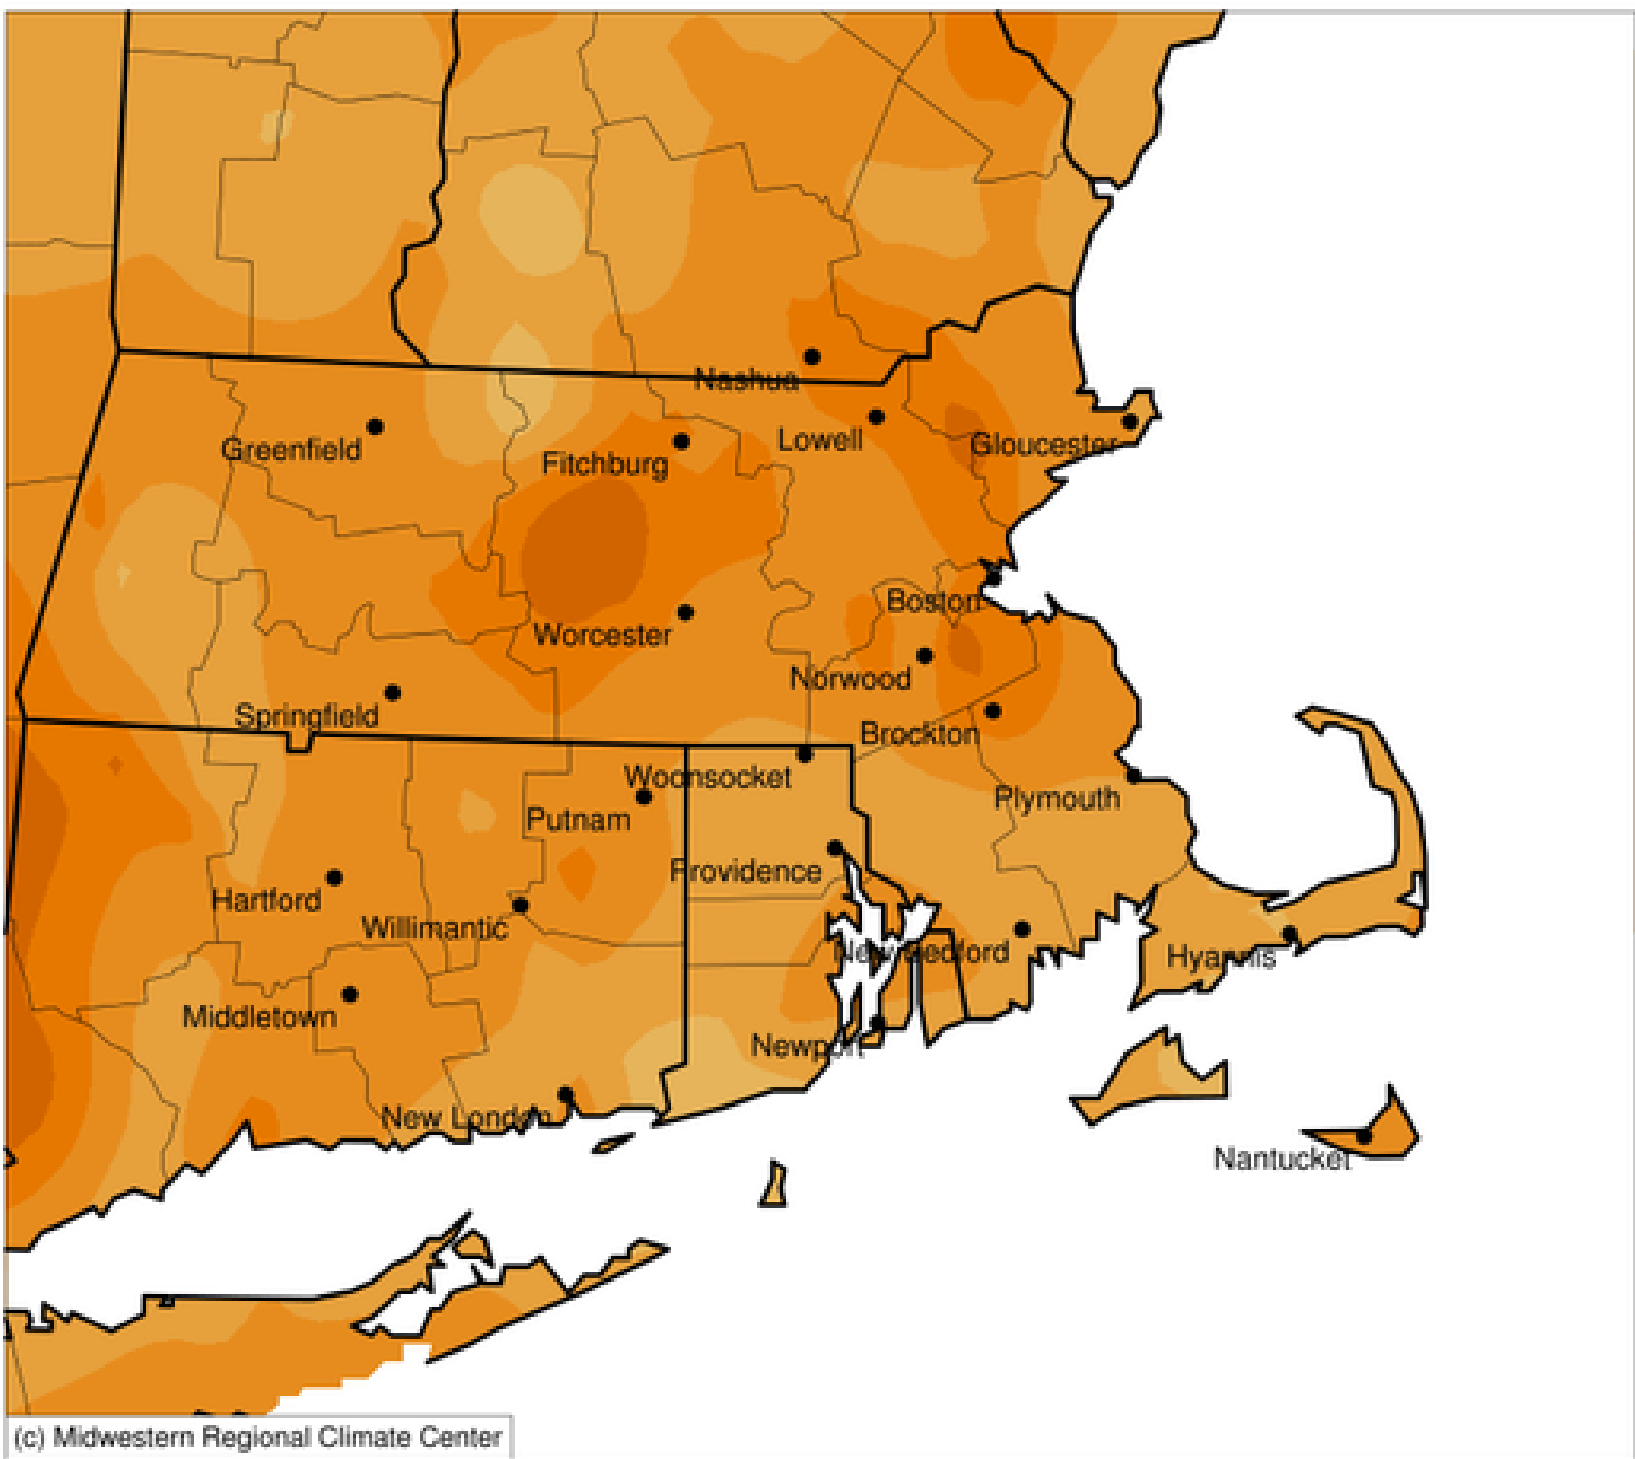 Nashua
Greenfield
Fitchburg
Lowell
Gloucester
Boston
Worcester
Norwood
Springfield
Brockton
Woonsocket
Putnam
Plymouth
Providence
Hartford
Willimantic
New Bedford
Hyannis
Middletown
Newport
New London
Nantucket
(c) Midwestern Regional Climate Center